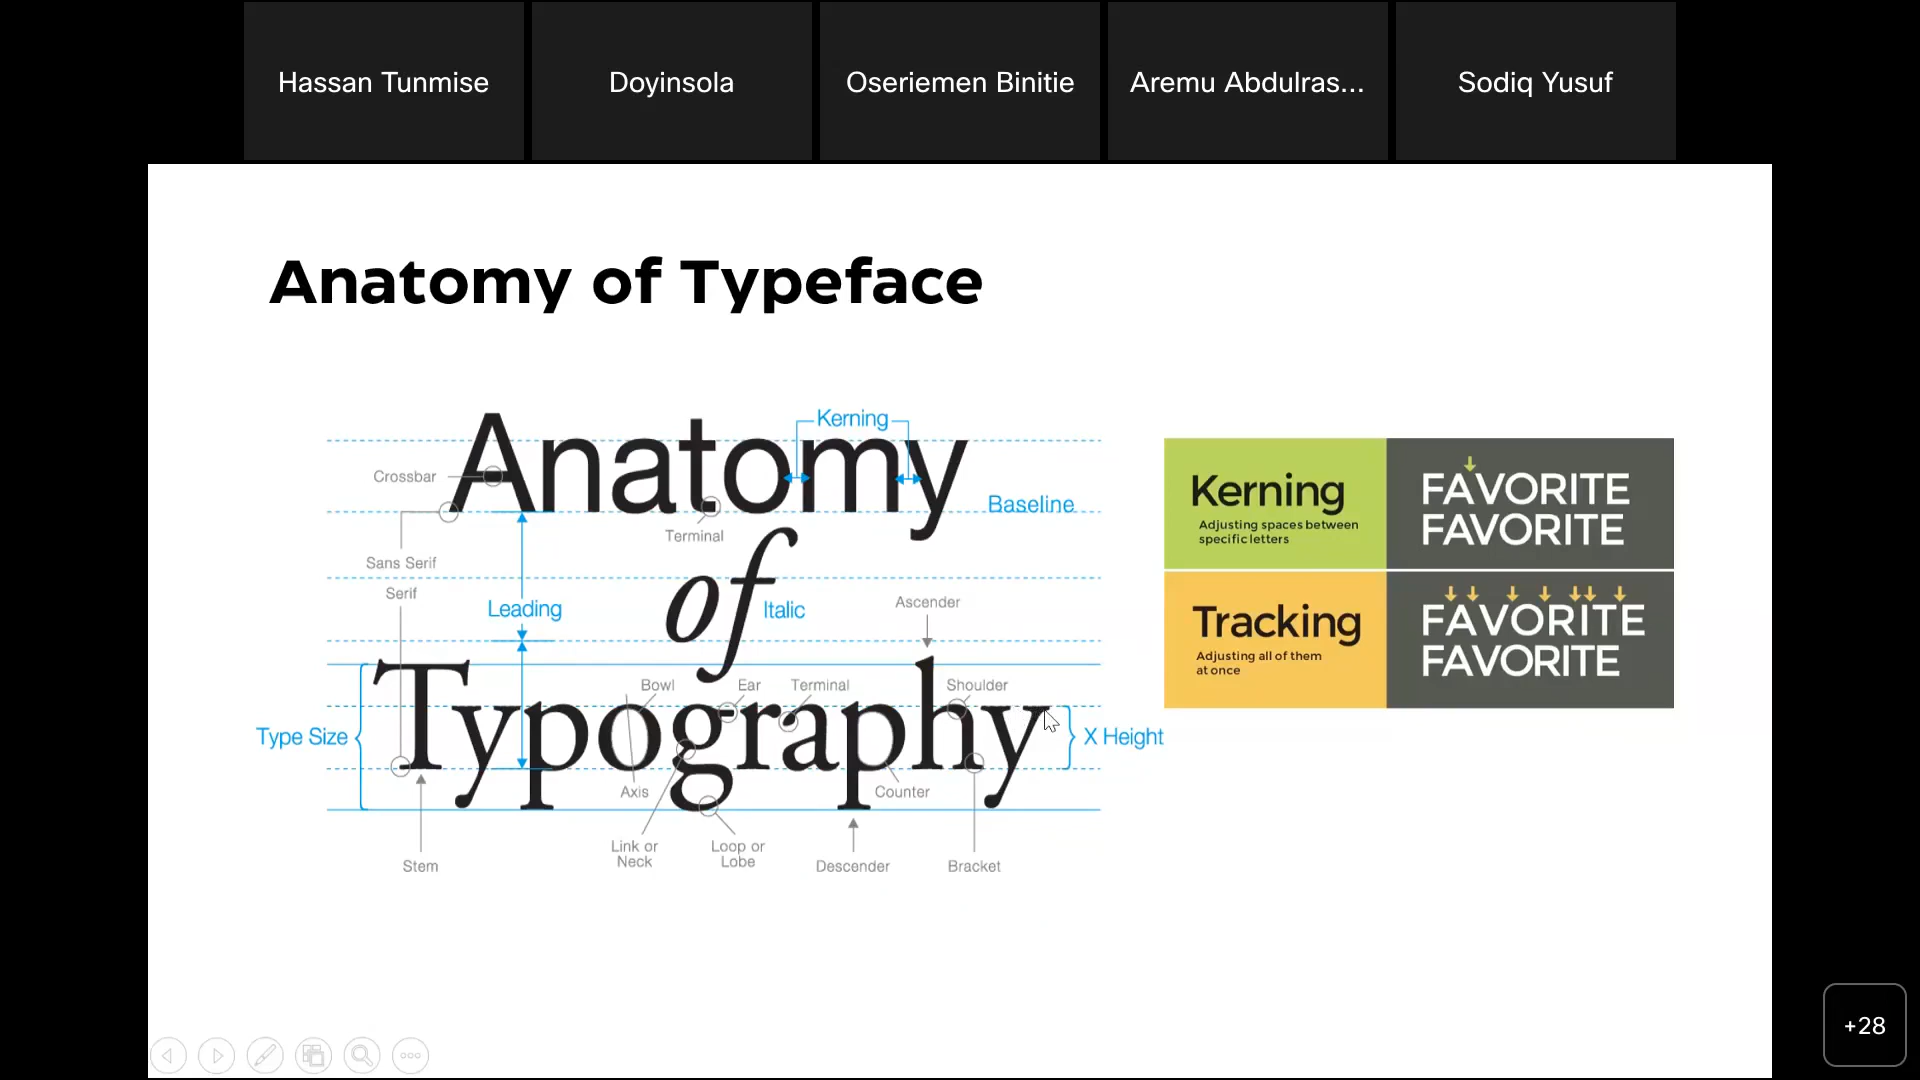 Hassan Tunmise
Doyinsola
Oseriemen Binitie
Aremu Abdulras...
Sodiq Yusuf
Anatomy of Typeface
Kerning
Anatomy
Crossbar
Baseline
Terminal
Sans Serif
Serif
of
Leading
Italic
Ascender
Bowl
Ear
Terminal
Shoulder
Typography
Type Size
X Height
Axis
Counter
Link or
Neck
Loop or
Lobe
Stem
Descender
Bracket
Kerning
Adjusting spaces between
specific letters
FAVORITE
FAVORITE
Tracking
Adjusting all of them
at once
FAVORITE
FAVORITE
+28